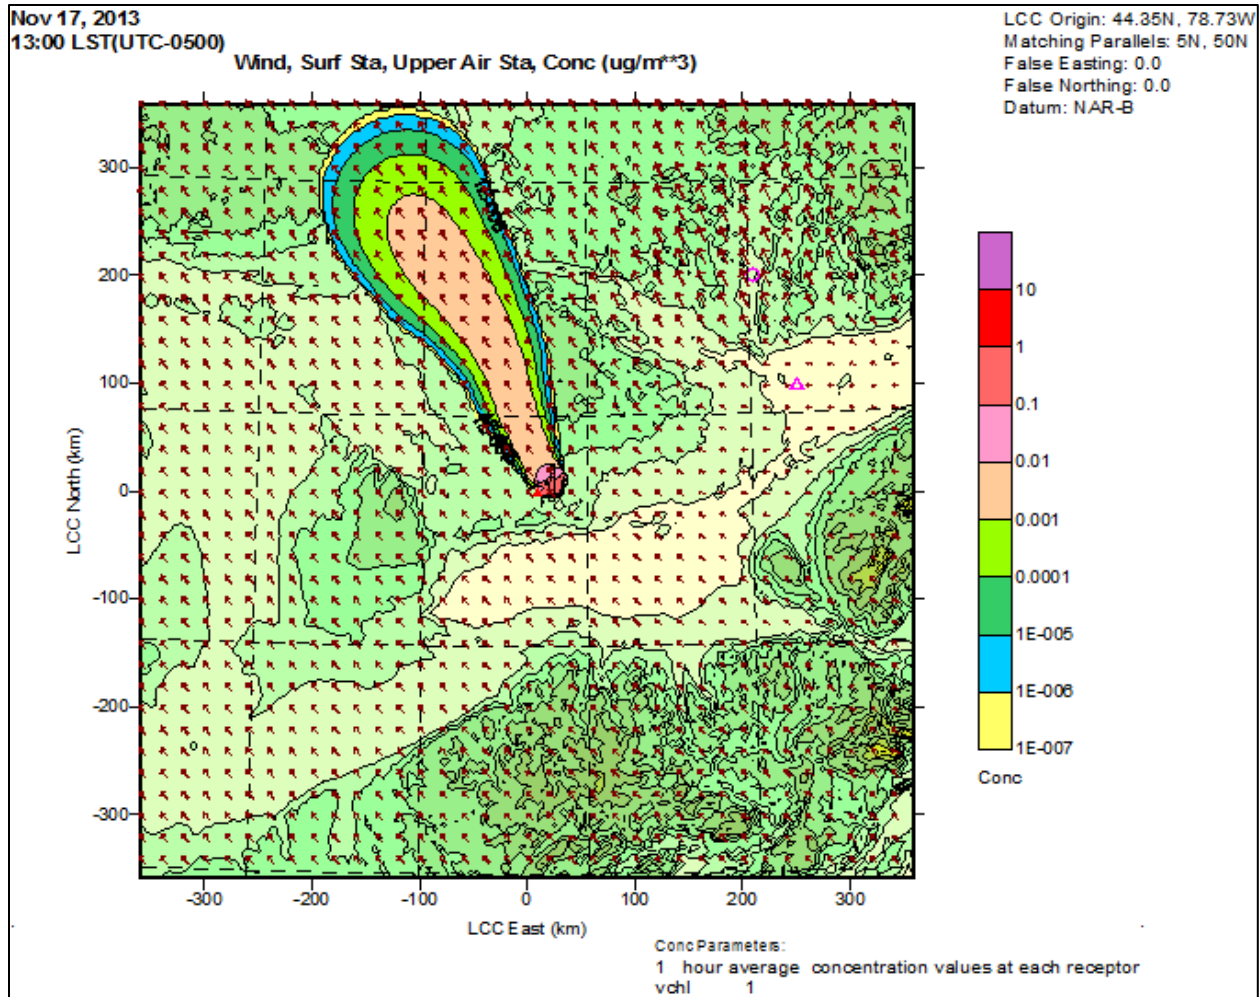 Nov 17, 2013
13:00 LST(UTC-0500)
Wind, Surf Sta, Upper Air Sta, Conc (ug/m**3)
LCC Origin: 44.35N, 78.73W
Matching Parallels: 5N, 50N
False Easting: 0.0
False Northing: 0.0
Datum: NAR-B
300
200
100
0
-100
-200
-300
LCC North (km)
-300
-200
-100
0
100
200
300
LCC East (km)
10
1
0.1
0.01
0.001
0.0001
1E-005
1E-006
1E-007
Conc
Conc Parameters:
1 hour average concentration values at each receptor
vchl 1